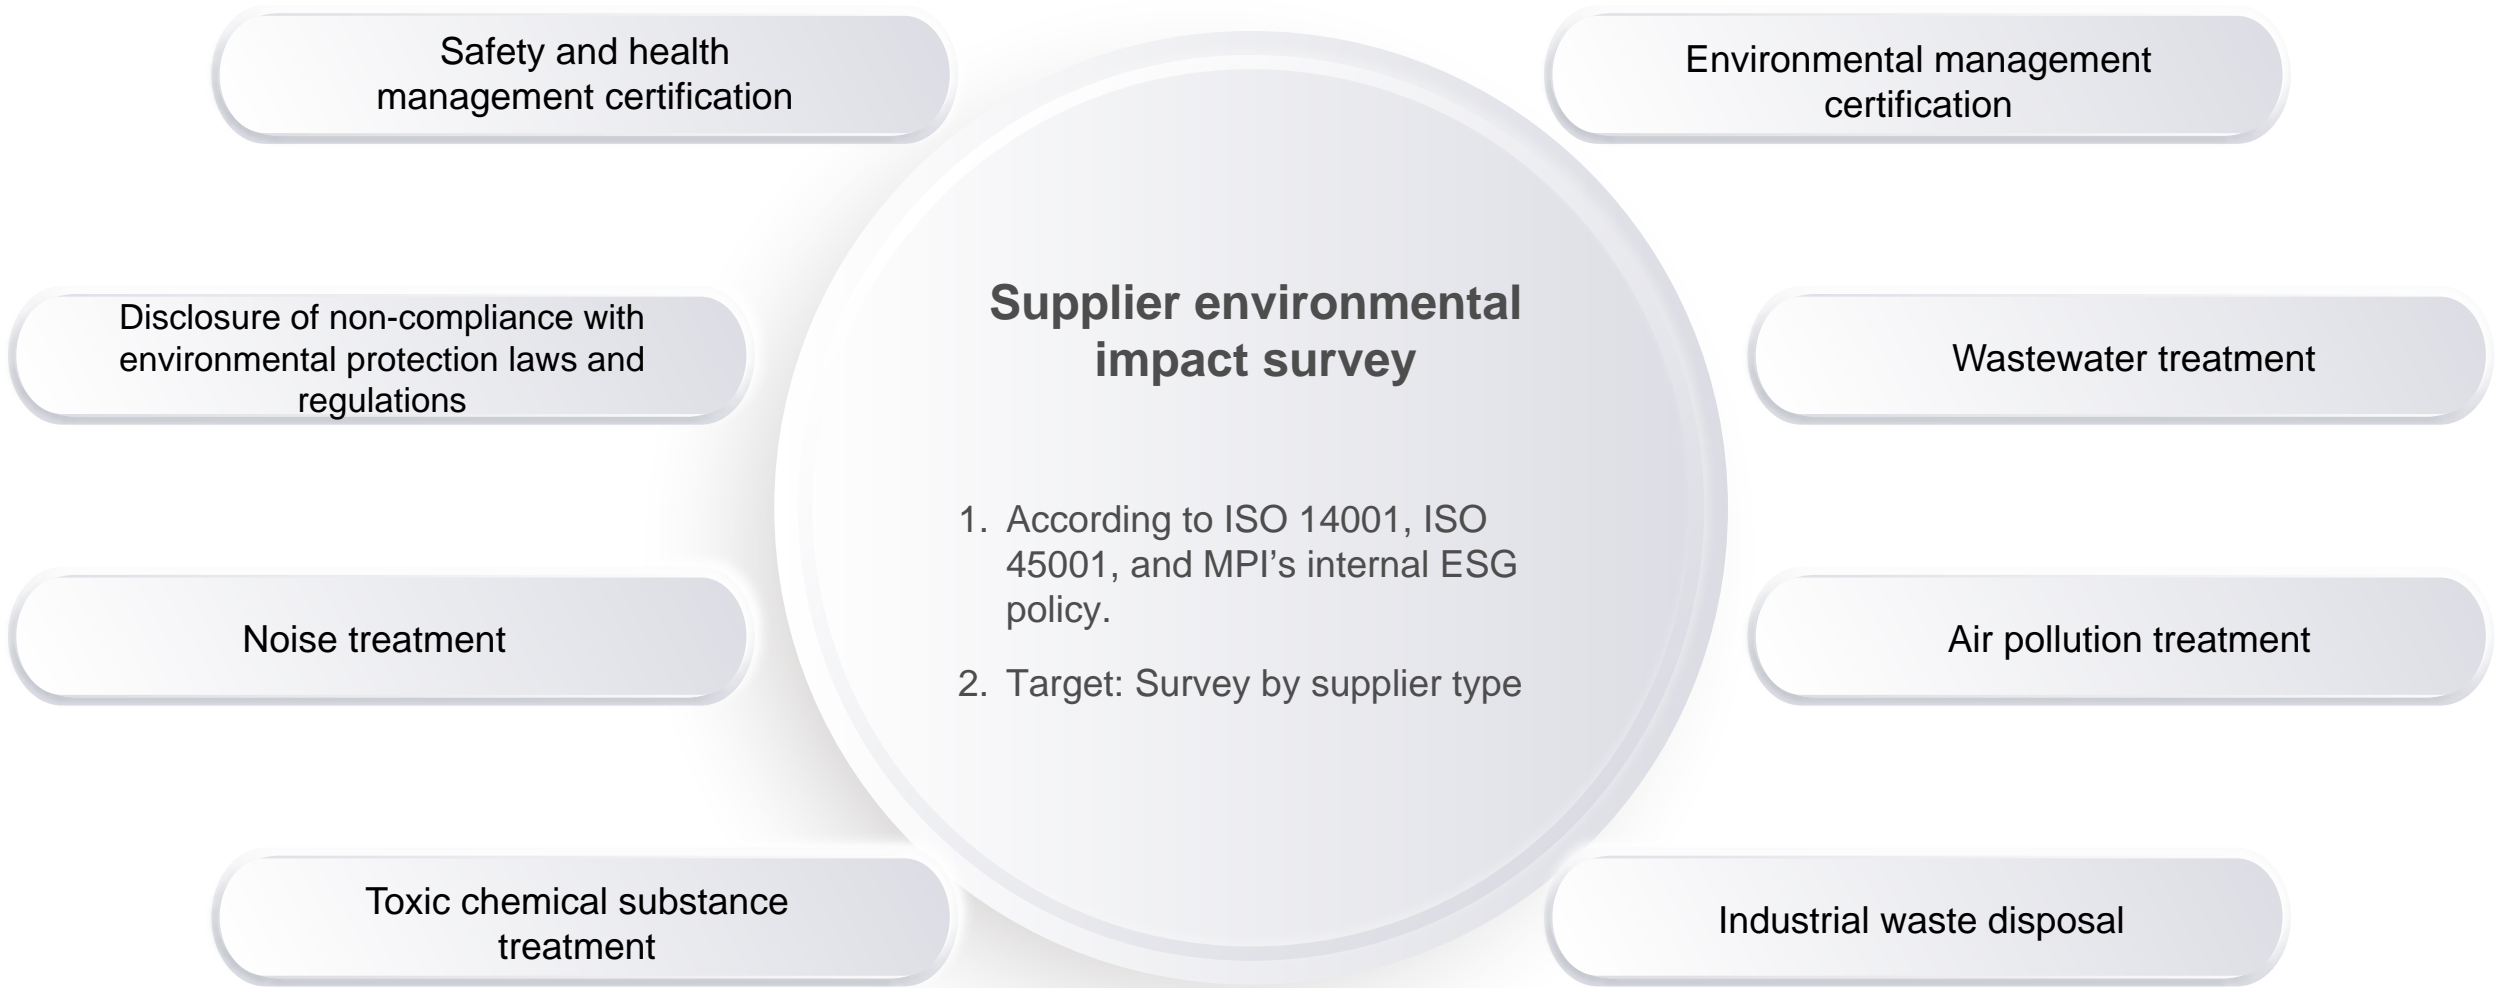 Safety and health
management certification
Environmental management
certification
Supplier environmental
impact survey
Disclosure of non-compliance with
environmental protection laws and
regulations
Wastewater treatment
1. According to ISO 14001, ISO
45001, and MPI’s internal ESG
policy.
2. Target: Survey by supplier type
Noise treatment
Air pollution treatment
Toxic chemical substance
treatment
Industrial waste disposal